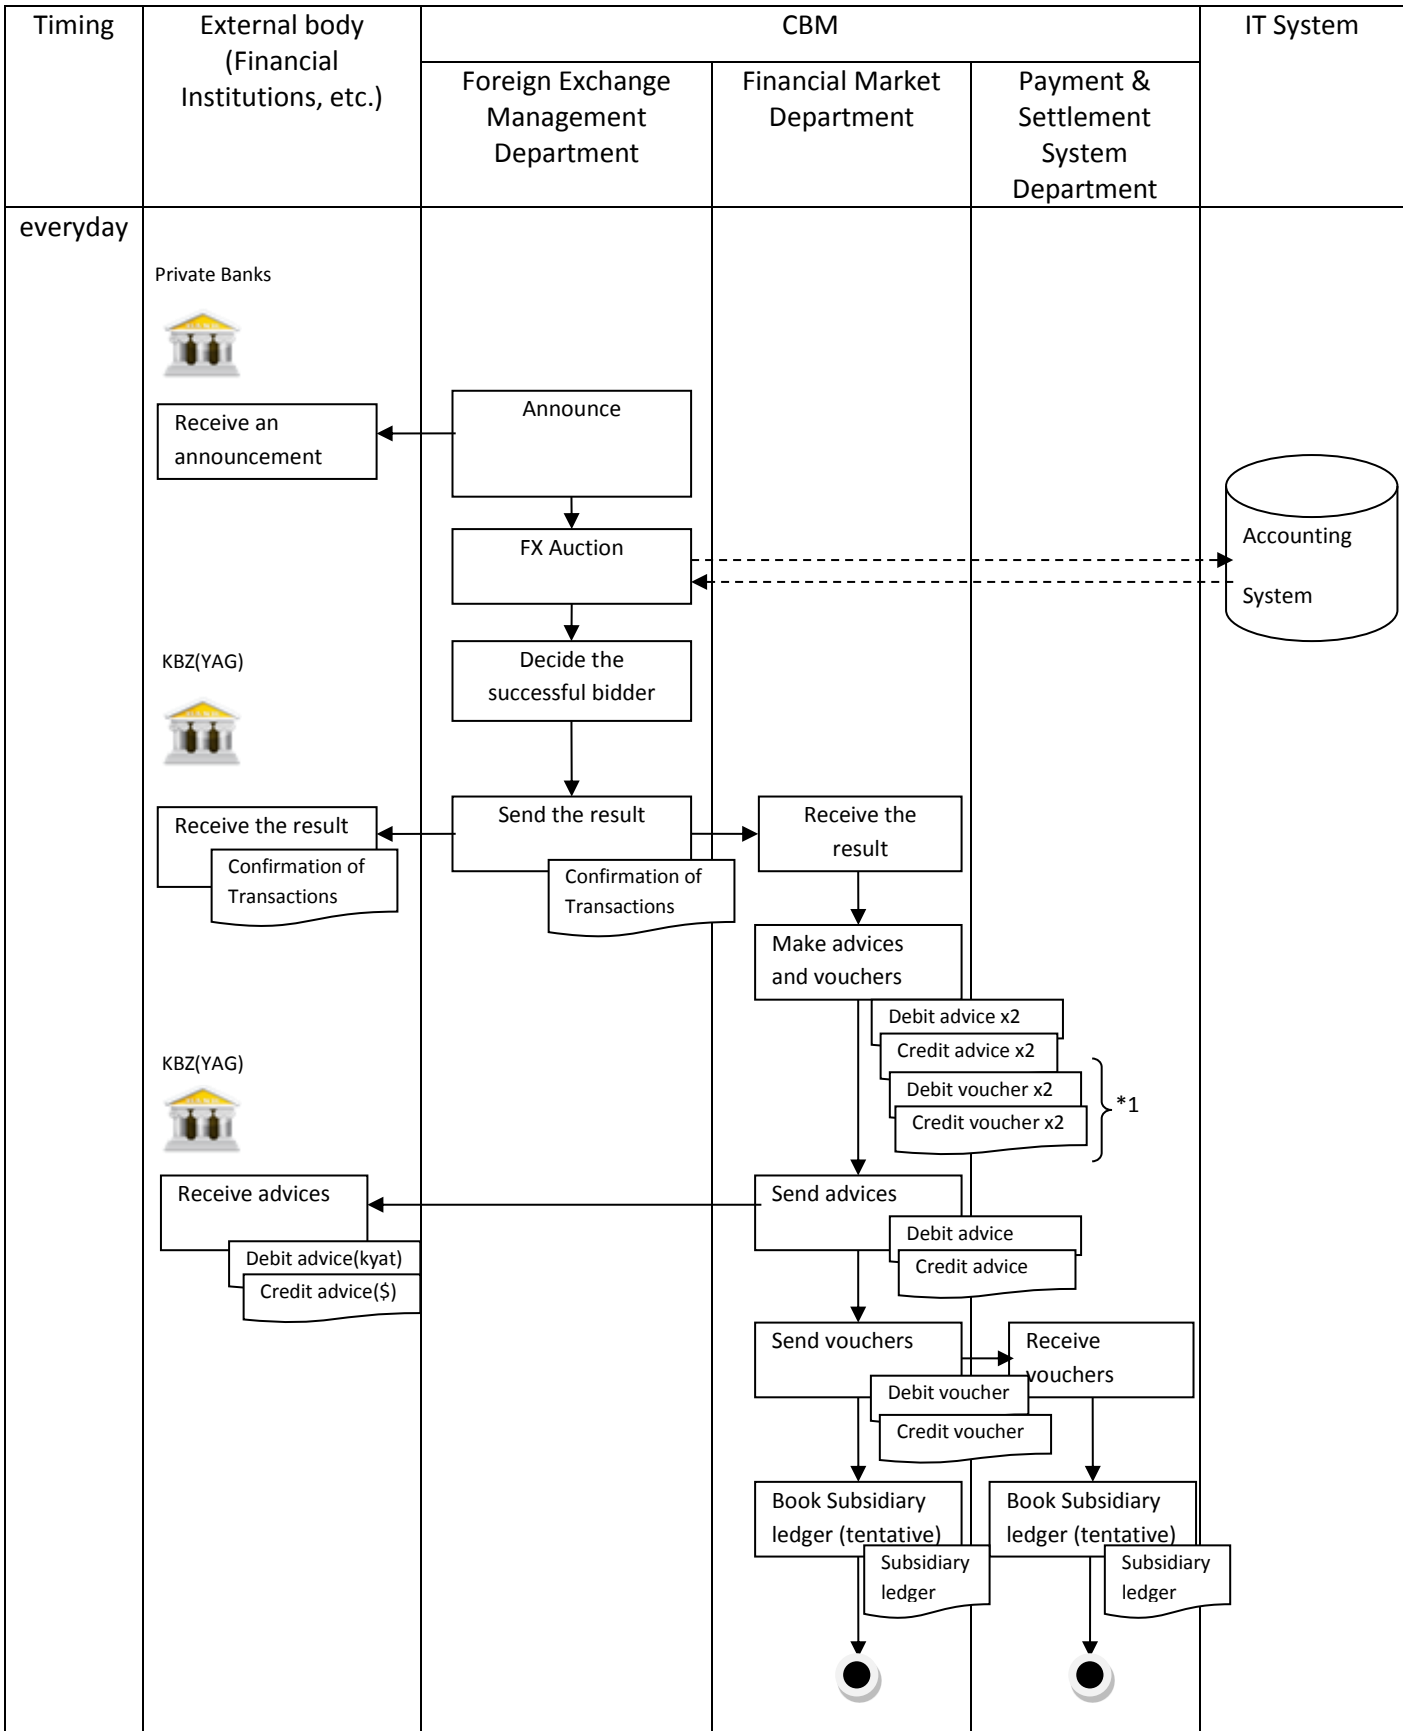 Timing
External body
(Financial
Institutions, etc.)
CBM
IT System
Foreign Exchange
Management
Department
Financial Market
Department
Payment &
Settlement
System
Department
everyday
Private Banks
Receive an
announcement
Announce
FX Auction
Accounting
System
KBZ(YAG)
Decide the
successful bidder
Receive the result
Confirmation of
Transactions
Send the result
Confirmation of
Transactions
Receive the
result
Make advices
and vouchers
Debit advice x2
Credit advice x2
Debit voucher x2
Credit voucher x2
*1
KBZ(YAG)
Receive advices
Debit advice(kyat)
Credit advice($)
Send advices
Debit advice
Credit advice
Send vouchers
Debit voucher
Credit voucher
Receive
vouchers
Book Subsidiary
ledger (tentative)
Subsidiary
ledger
Book Subsidiary
ledger (tentative)
Subsidiary
ledger